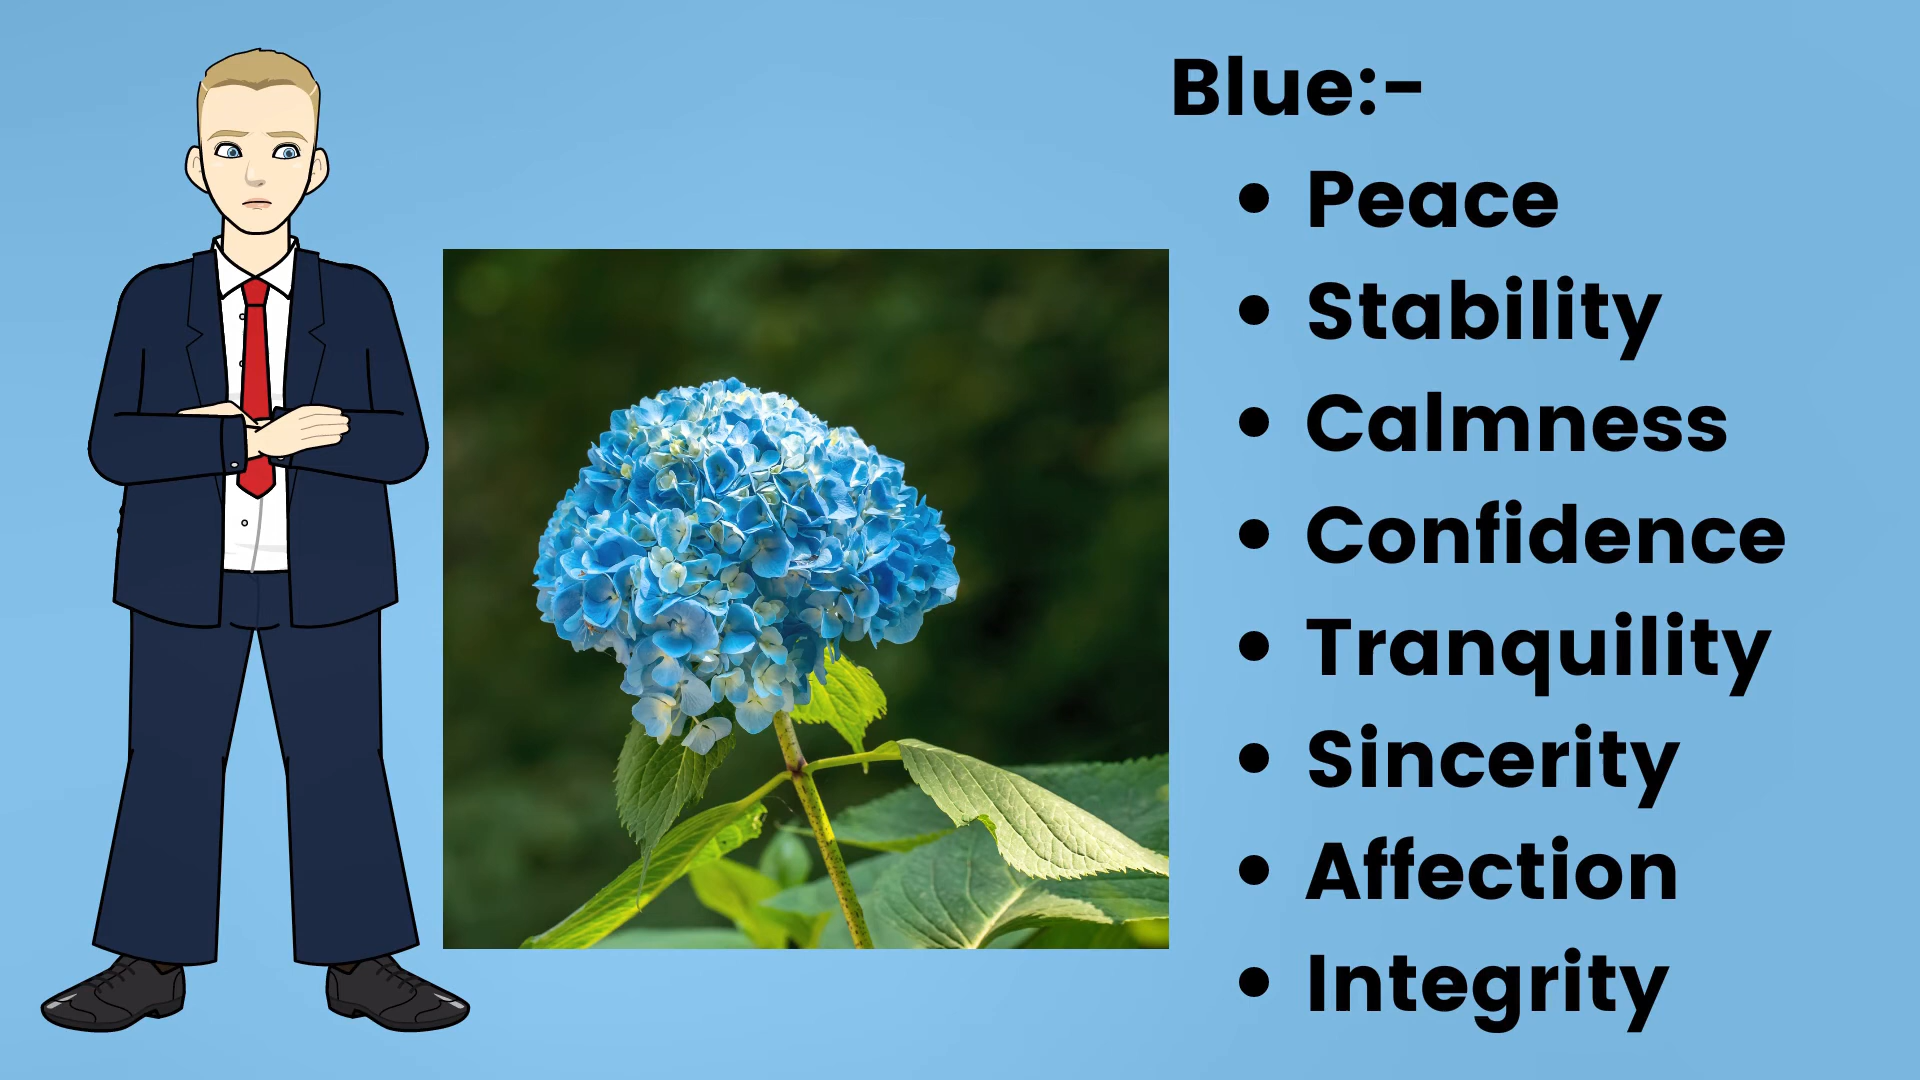 Blue:-
• Peace
• Stability
• Calmness
• Confidence
• Tranquility
• Sincerity
• Affection
• Integrity